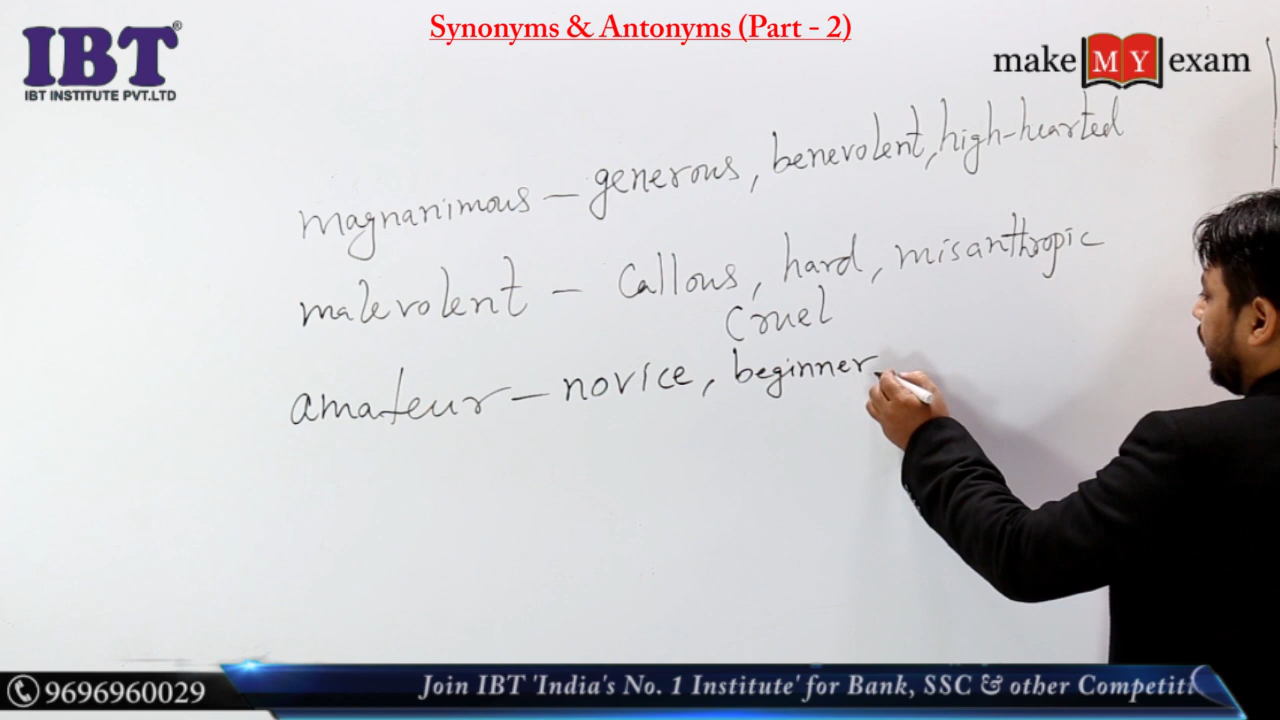 Synonyms & Antonyms (Part - 2)
IBT®
IBT INSTITUTE PVT.LTD
make MY exam
magnanimous — generous, benevolent, high-hearted
malevolent — Callous, hard, misanthropic
Cruel
amateur — novice, beginner,
9696960029
Join IBT 'India's No. 1 Institute' for Bank, SSC & other Competiti